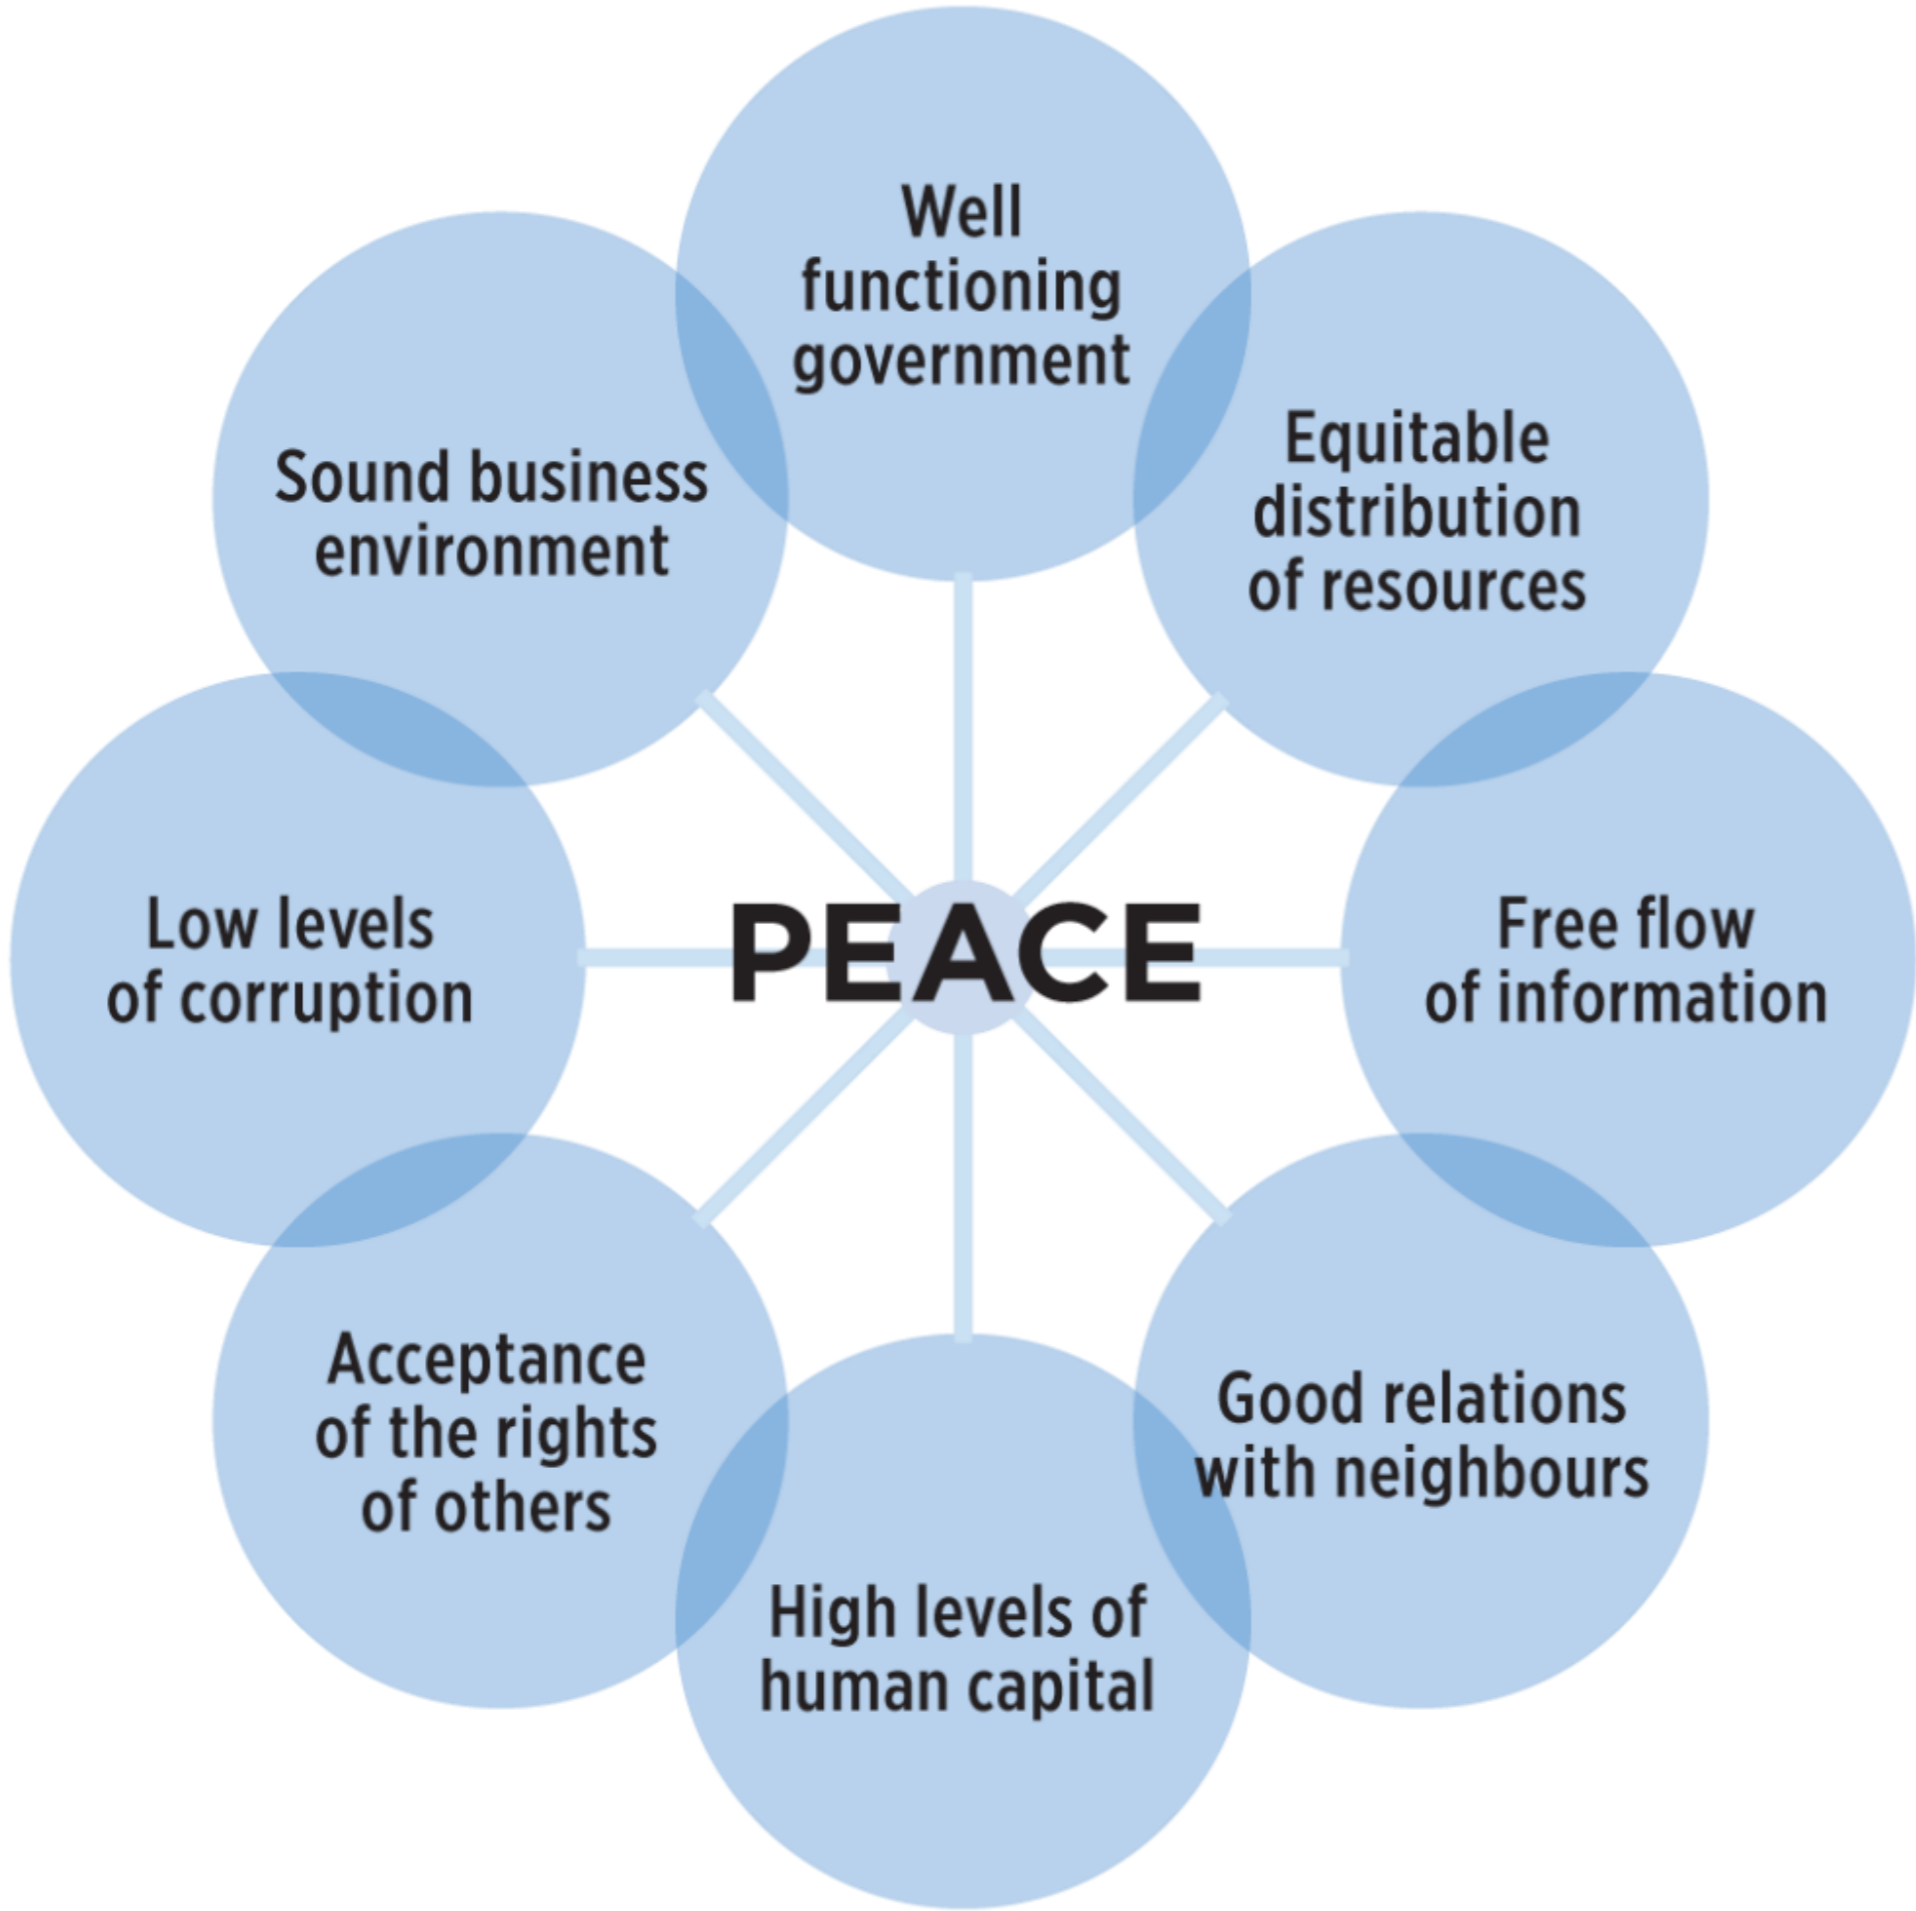 Well
functioning
government
Equitable
distribution
of resources
Free flow
of information
Good relations
with neighbours
High levels of
human capital
Acceptance
of the rights
of others
Low levels
of corruption
Sound business
environment
PEACE